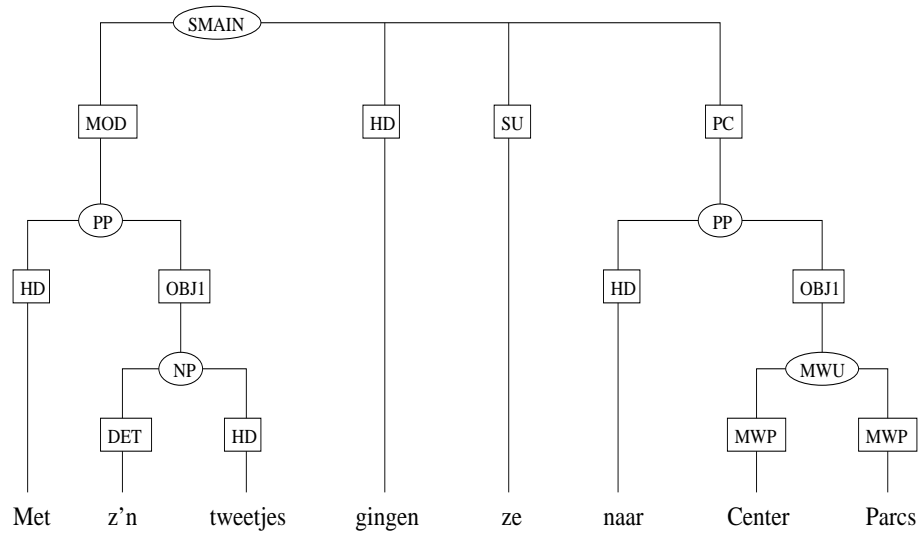 SMAIN
MOD HD SU PC
PP PP
HD OBJ1 HD OBJ1
NP MWU
DET HD MWP MWP
Met z'n tweetjes gingen ze naar Center Parcs